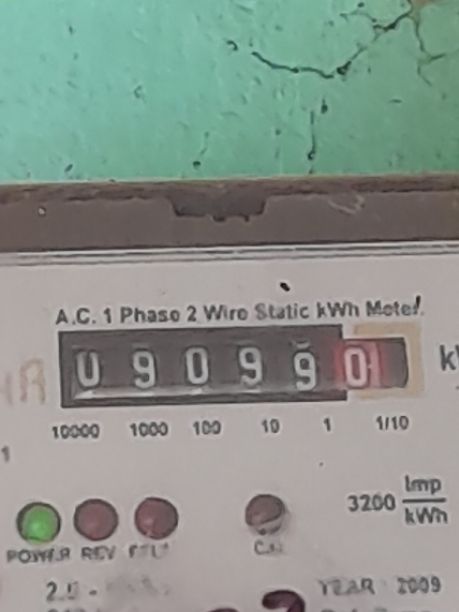 A.C. 1 Phase 2 Wire Static kWh Meter
0 9 0 9 9 0
10000 1000 100 10 1 1/10
1
3200 Imp/kWh
POWER REV
YEAR 2009